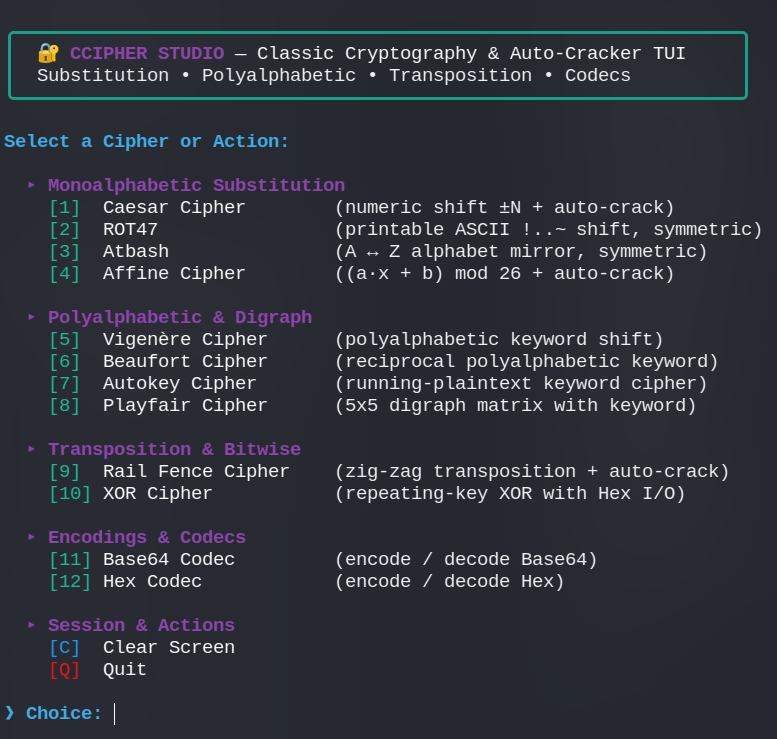 🔐 CCIPHER STUDIO — Classic Cryptography & Auto-Cracker TUI
Substitution • Polyalphabetic • Transposition • Codecs
Select a Cipher or Action:
▸ Monoalphabetic Substitution
[1] Caesar Cipher (numeric shift ±N + auto-crack)
[2] ROT47 (printable ASCII !..~ shift, symmetric)
[3] Atbash (A ↔ Z alphabet mirror, symmetric)
[4] Affine Cipher ((a·x + b) mod 26 + auto-crack)
▸ Polyalphabetic & Digraph
[5] Vigenère Cipher (polyalphabetic keyword shift)
[6] Beaufort Cipher (reciprocal polyalphabetic keyword)
[7] Autokey Cipher (running-plaintext keyword cipher)
[8] Playfair Cipher (5x5 digraph matrix with keyword)
▸ Transposition & Bitwise
[9] Rail Fence Cipher (zig-zag transposition + auto-crack)
[10] XOR Cipher (repeating-key XOR with Hex I/O)
▸ Encodings & Codecs
[11] Base64 Codec (encode / decode Base64)
[12] Hex Codec (encode / decode Hex)
▸ Session & Actions
[C] Clear Screen
[Q] Quit
❯ Choice: